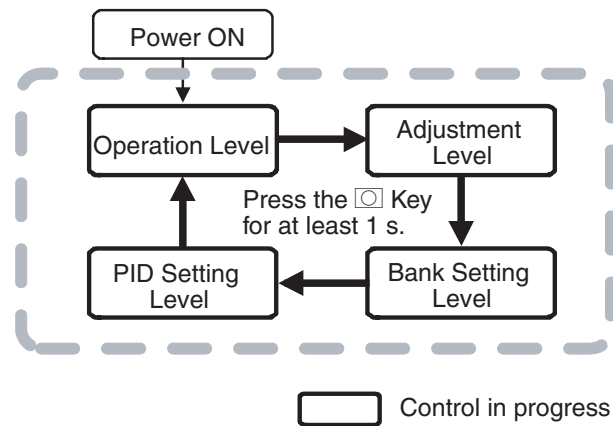 Power ON
Operation Level
Adjustment
Level
Press the Key
for at least 1 s.
PID Setting
Level
Bank Setting
Level
Control in progress